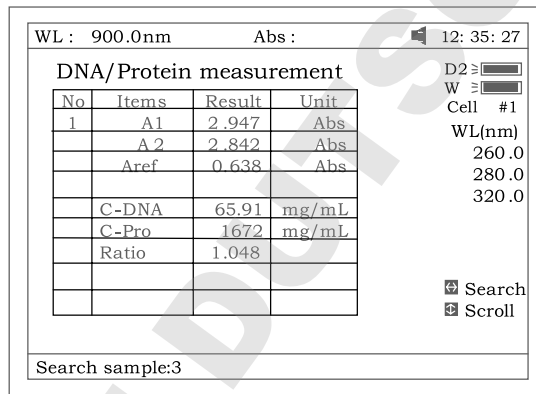 WL : 900.0nm Abs : 12: 35: 27
DNA/Protein measurement
D2
W
Cell #1
WL(nm)
260.0
280.0
320.0
No Items Result Unit
1 A1 2.947 Abs
A2 2.842 Abs
Aref 0.638 Abs
C-DNA 65.91 mg/mL
C-Pro 1672 mg/mL
Ratio 1.048
Search
Scroll
Search sample:3